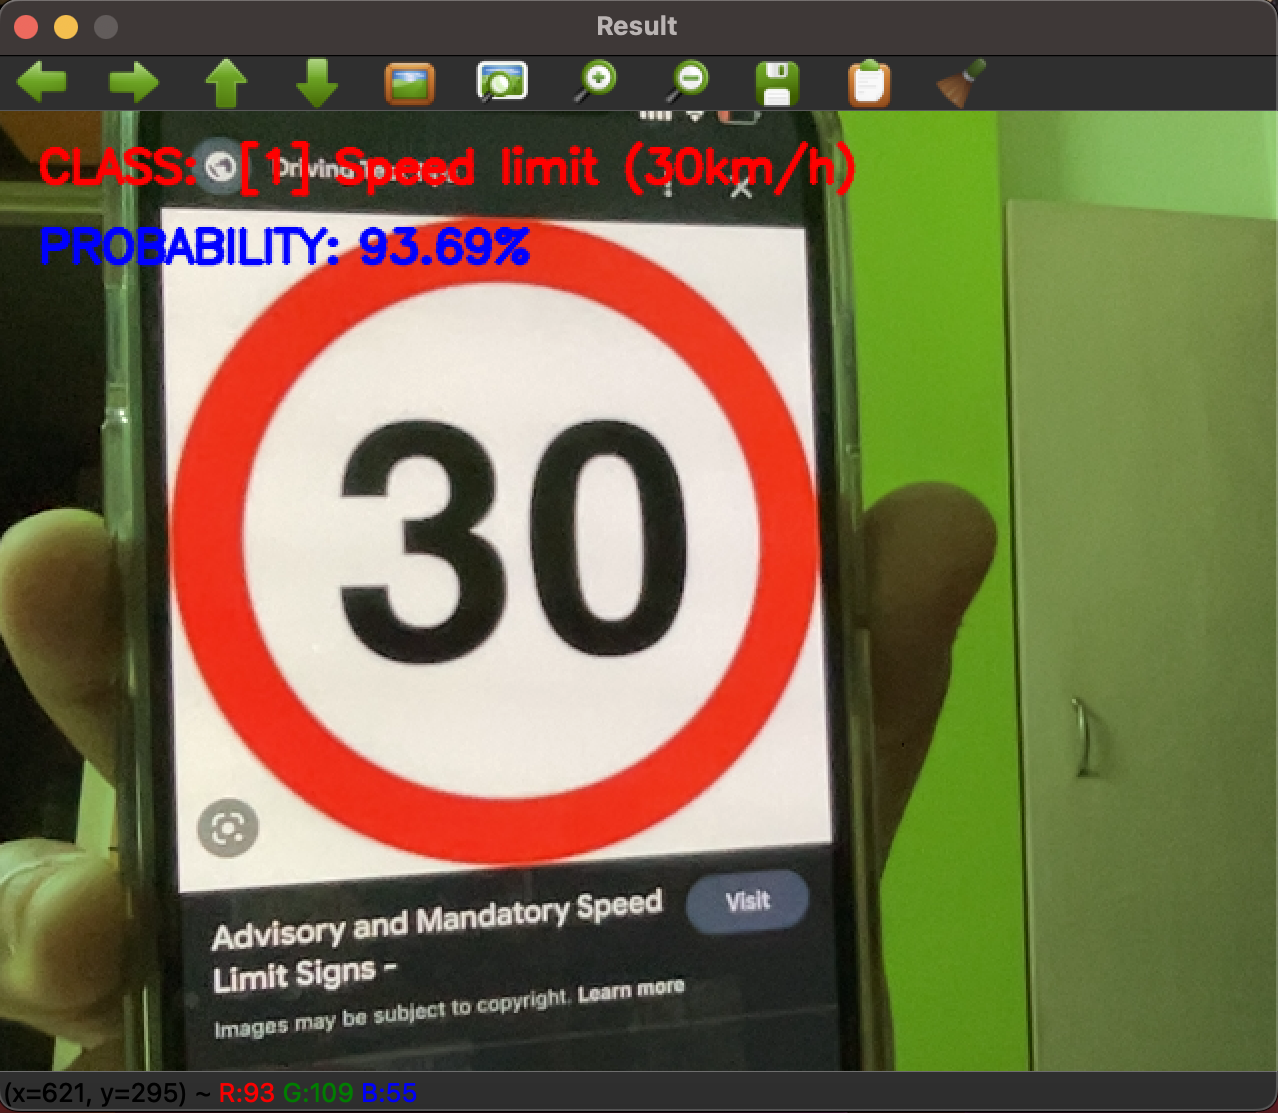 Result
CLASS: [1] Speed limit (30km/h)
PROBABILITY: 93.69%
30
Advisory and Mandatory Speed
Limit Signs -
Visit
Images may be subject to copyright. Learn more
(x=621, y=295) ~ R:93 G:109 B:55